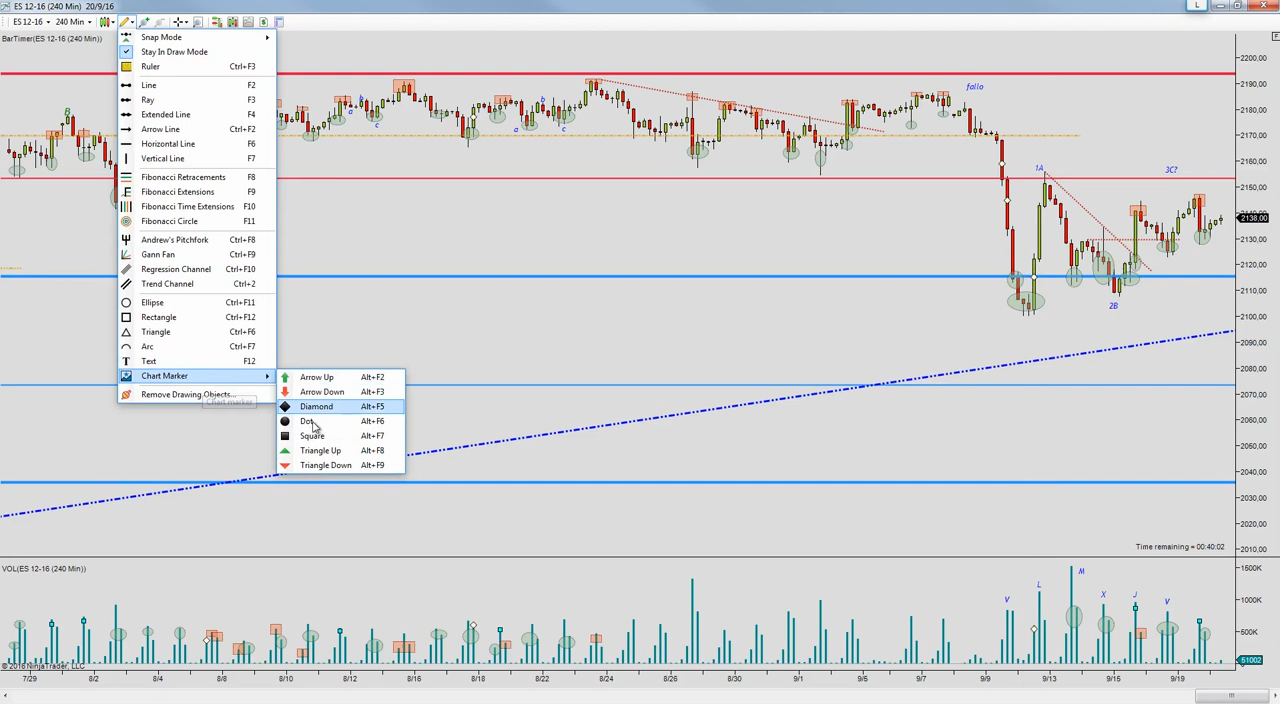 ES 12-16 (240 Min) 20/9/16
L
ES 12-16 240 Min
BarTimer(ES 12-16 (240 Min))
F
Snap Mode
Stay In Draw Mode
Ruler Ctrl+F3
Line F2
Ray F3
Extended Line F4
Arrow Line Ctrl+F2
Horizontal Line F6
Vertical Line F7
Fibonacci Retracements F8
Fibonacci Extensions F9
Fibonacci Time Extensions F10
Fibonacci Circle F11
Andrew's Pitchfork Ctrl+F8
Gann Fan Ctrl+F9
Regression Channel Ctrl+F10
Trend Channel Ctrl+2
Ellipse Ctrl+F11
Rectangle Ctrl+F12
Triangle Ctrl+F6
Arc Ctrl+F7
Text F12
Chart Marker
Remove Drawing Objects...
Chart marker
Arrow Up Alt+F2
Arrow Down Alt+F3
Diamond Alt+F5
Dot Alt+F6
Square Alt+F7
Triangle Up Alt+F8
Triangle Down Alt+F9
B
a
b
c
a
b
c
fallo
1A
3C?
2B
2200,00
2190,00
2180,00
2170,00
2160,00
2150,00
2138,00
2130,00
2120,00
2110,00
2100,00
2090,00
2080,00
2070,00
2060,00
2050,00
2040,00
2030,00
2020,00
2010,00
Time remaining = 00:40:02
VOL(ES 12-16 (240 Min))
V
L
M
X
J
V
1500K
1000K
500K
51002
© 2016 NinjaTrader, LLC
7/29 8/2 8/4 8/8 8/10 8/12 8/16 8/18 8/22 8/24 8/26 8/30 9/1 9/5 9/7 9/9 9/13 9/15 9/19